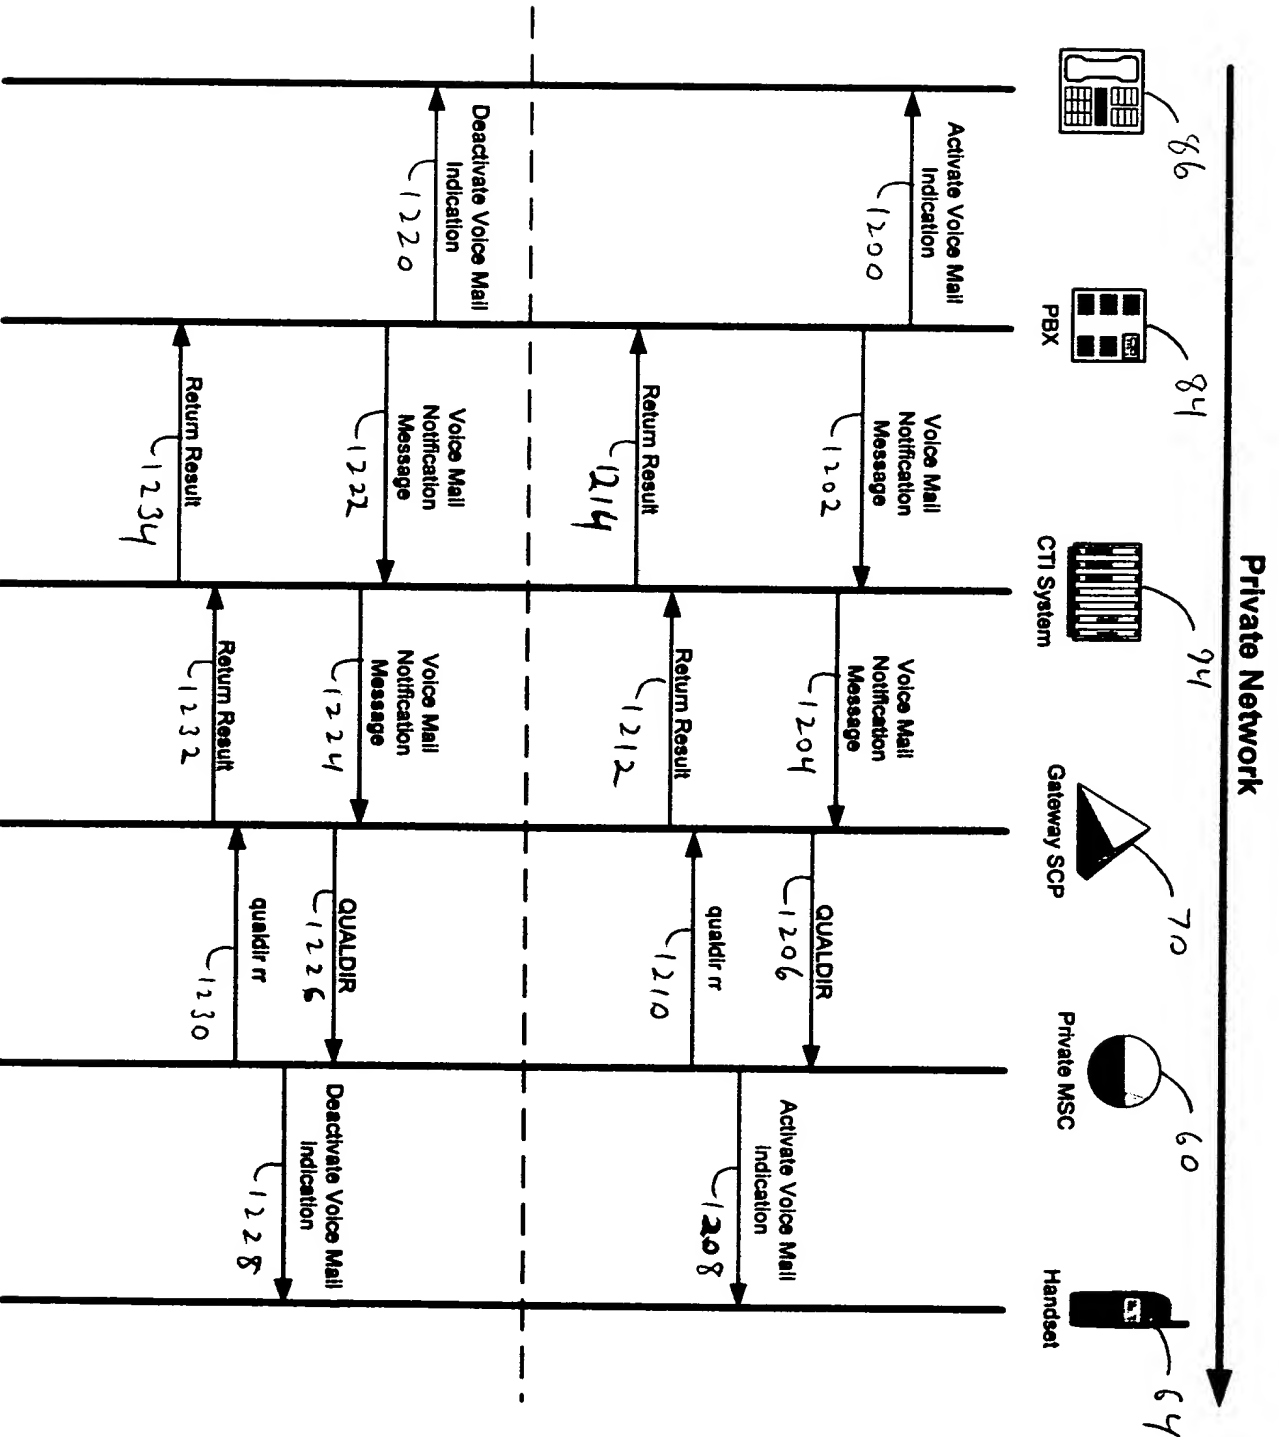 Private Network
86
84
94
70
60
64
PBX
CTI System
Gateway SCP
Private MSC
Handset
Activate Voice Mail
Indication
1200
Voice Mail
Notification
Message
1202
Voice Mail
Notification
Message
1204
QUALDIR
1206
Activate Voice Mail
Indication
1208
qualdir rr
1210
Return Result
1212
Return Result
1214
Deactivate Voice Mail
Indication
1220
Voice Mail
Notification
Message
1222
Voice Mail
Notification
Message
1224
QUALDIR
1226
Deactivate Voice Mail
Indication
1228
qualdir rr
1230
Return Result
1232
Return Result
1234